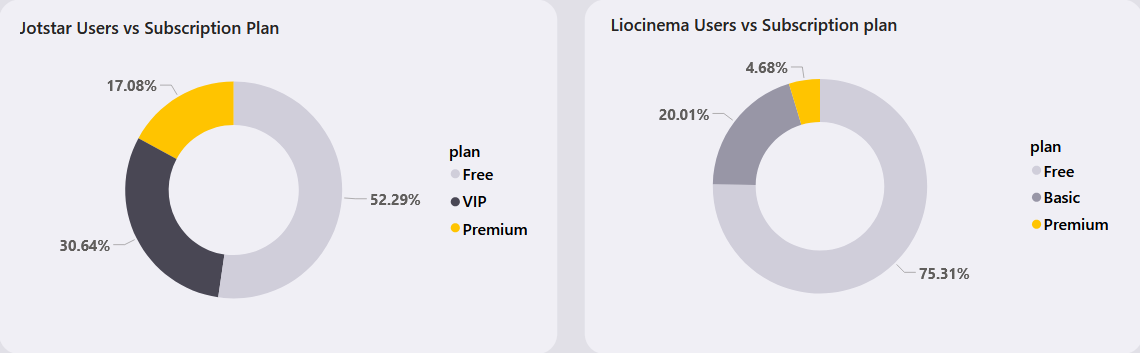 Jotstar Users vs Subscription Plan
17.08%
52.29%
30.64%
plan
Free
VIP
Premium
Liocinema Users vs Subscription plan
4.68%
20.01%
75.31%
plan
Free
Basic
Premium